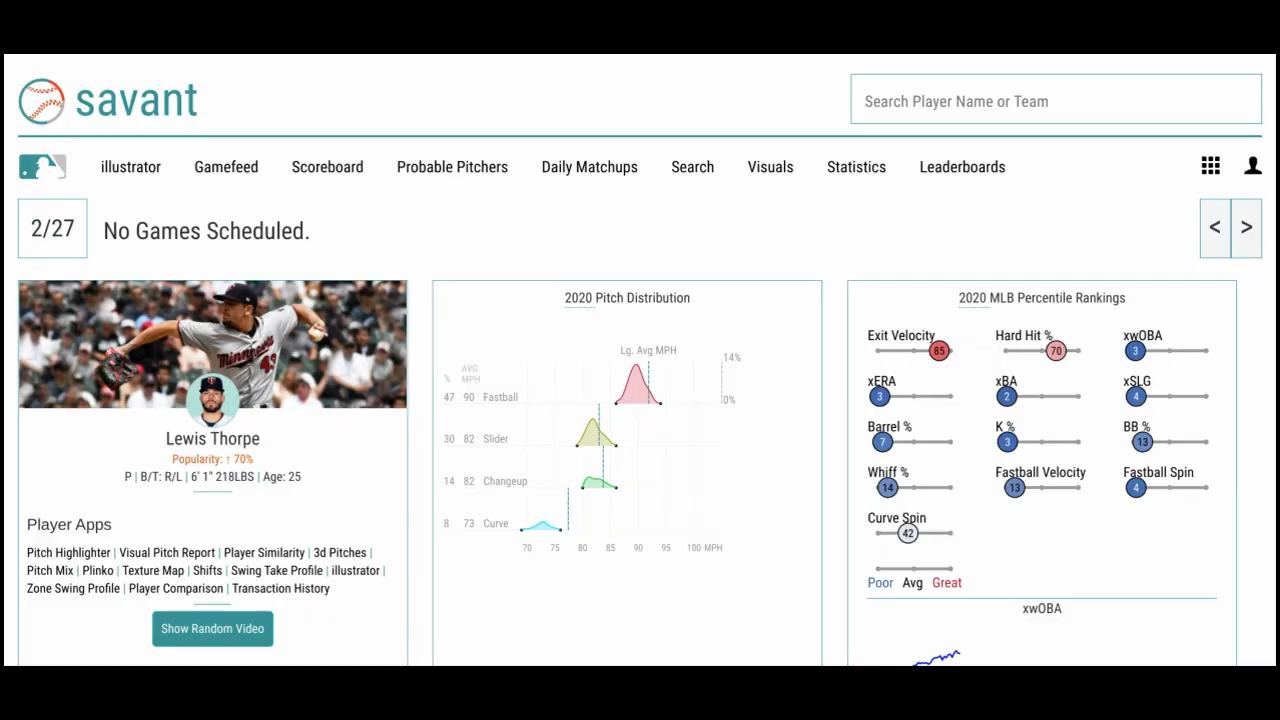 savant
Search Player Name or Team
illustrator Gamefeed Scoreboard Probable Pitchers Daily Matchups Search Visuals Statistics Leaderboards
2/27 No Games Scheduled. < >
Minnesota
Lewis Thorpe
Popularity: ↑ 70%
P | B/T: R/L | 6' 1" 218LBS | Age: 25
Player Apps
Pitch Highlighter | Visual Pitch Report | Player Similarity | 3d Pitches |
Pitch Mix | Plinko | Texture Map | Shifts | Swing Take Profile | illustrator |
Zone Swing Profile | Player Comparison | Transaction History
Show Random Video
2020 Pitch Distribution
Lg. Avg MPH 14%
AVG
% MPH
47 90 Fastball 0%
30 82 Slider
14 82 Changeup
8 73 Curve
70 75 80 85 90 95 100 MPH
2020 MLB Percentile Rankings
Exit Velocity Hard Hit % xwOBA
85 70 3
xERA xBA xSLG
3 2 4
Barrel % K % BB %
7 3 13
Whiff % Fastball Velocity Fastball Spin
14 13 4
Curve Spin
42
Poor Avg Great
xwOBA